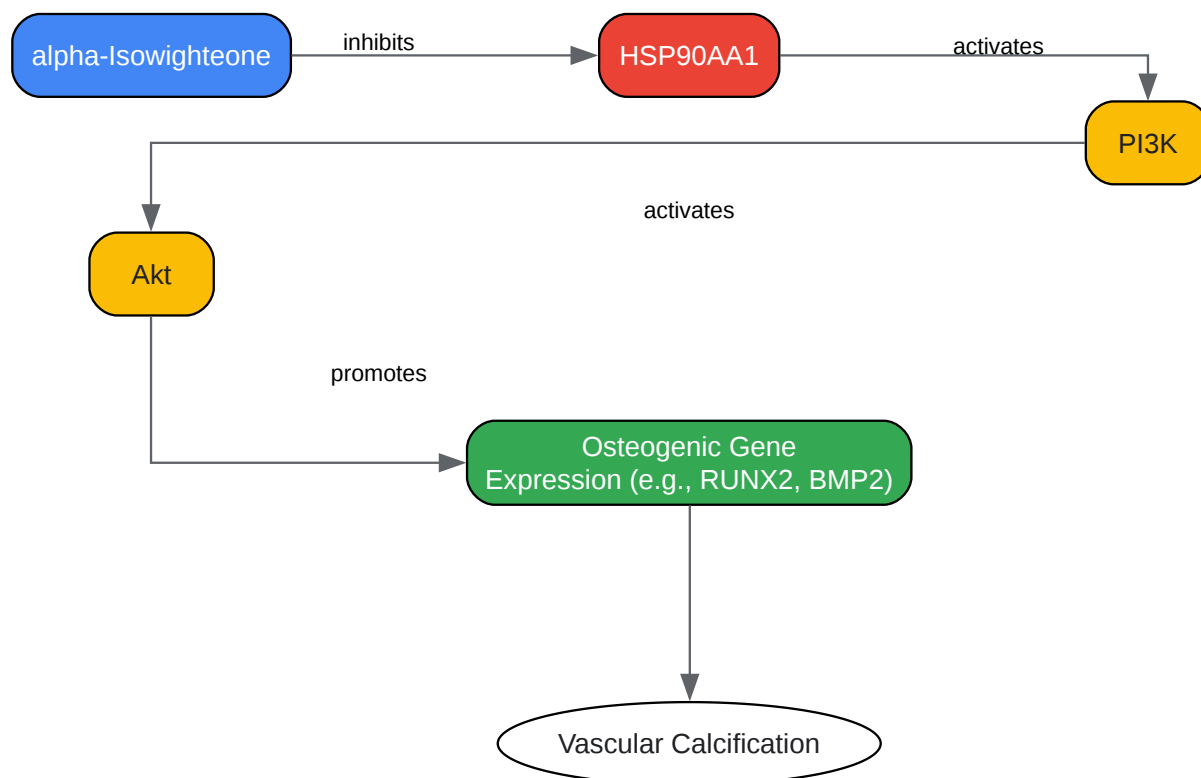 alpha-Isowighteone
inhibits
HSP90AA1
activates
PI3K
activates
Akt
promotes
Osteogenic Gene
Expression (e.g., RUNX2, BMP2)
Vascular Calcification